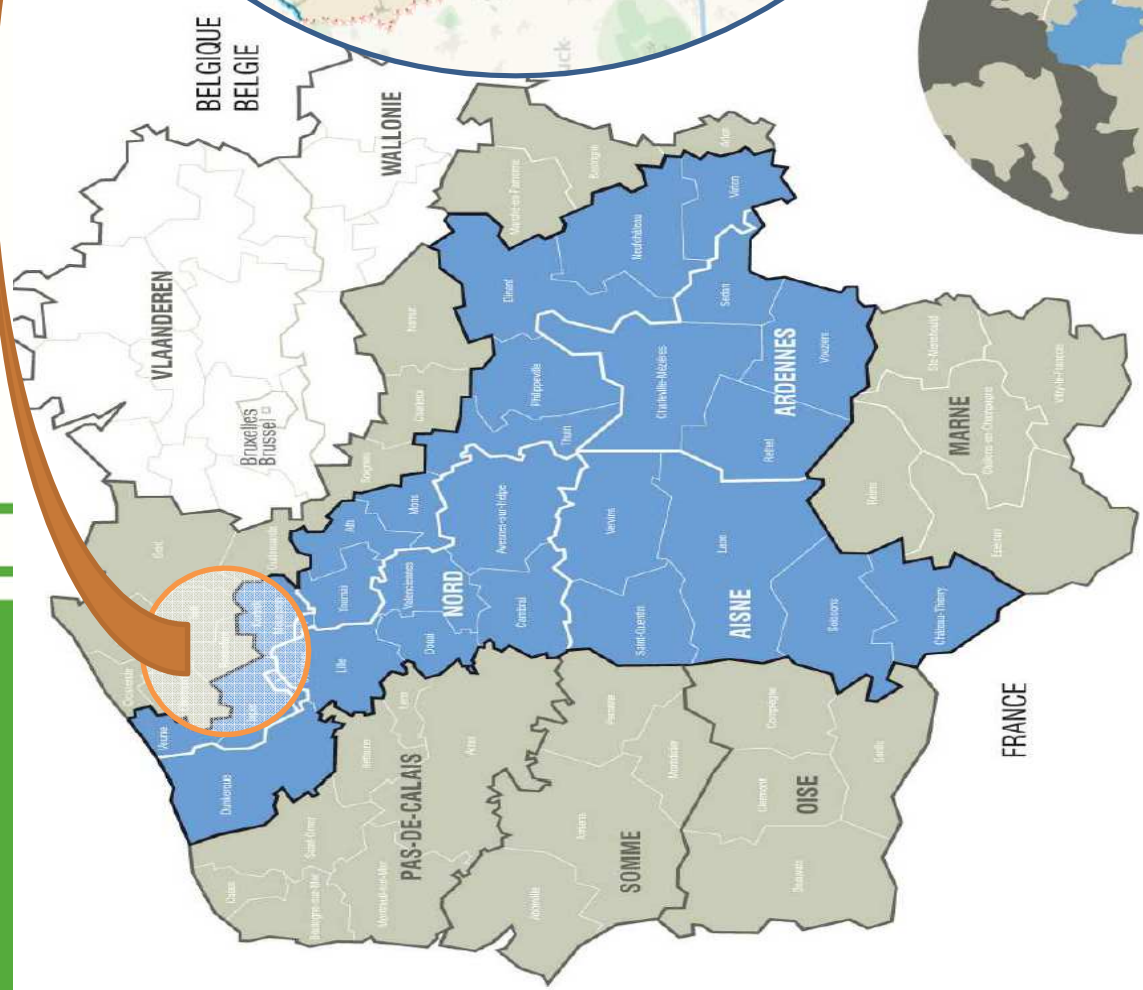 BELGIQUE
BELGIE
VLAANDEREN
WALLONIE
Bruxelles
Brussel
Gent
Veurne
Dunkerque
Lille
Tournai
Ath
Mons
Soignies
Charleroi
Namur
Dinant
Philippeville
Thuin
Marche-en-Famenne
Bastogne
Neufchâteau
Arlon
Virton
Valenciennes
Douai
NORD
Cambrai
Avesnes-sur-Helpe
Calais
Saint-Omer
Boulogne-sur-Mer
Montreuil-sur-Mer
Béthune
Lens
Arras
PAS-DE-CALAIS
Abbeville
Amiens
Péronne
Montdidier
SOMME
Saint-Quentin
Vervins
Laon
AISNE
Soissons
Château-Thierry
Charleville-Mézières
Sedan
Rethel
Vouziers
ARDENNES
Beauvais
Clermont
Compiègne
Senlis
OISE
Reims
Ste-Menehould
Châlons-en-Champagne
Epernay
Vitry-le-François
MARNE
FRANCE